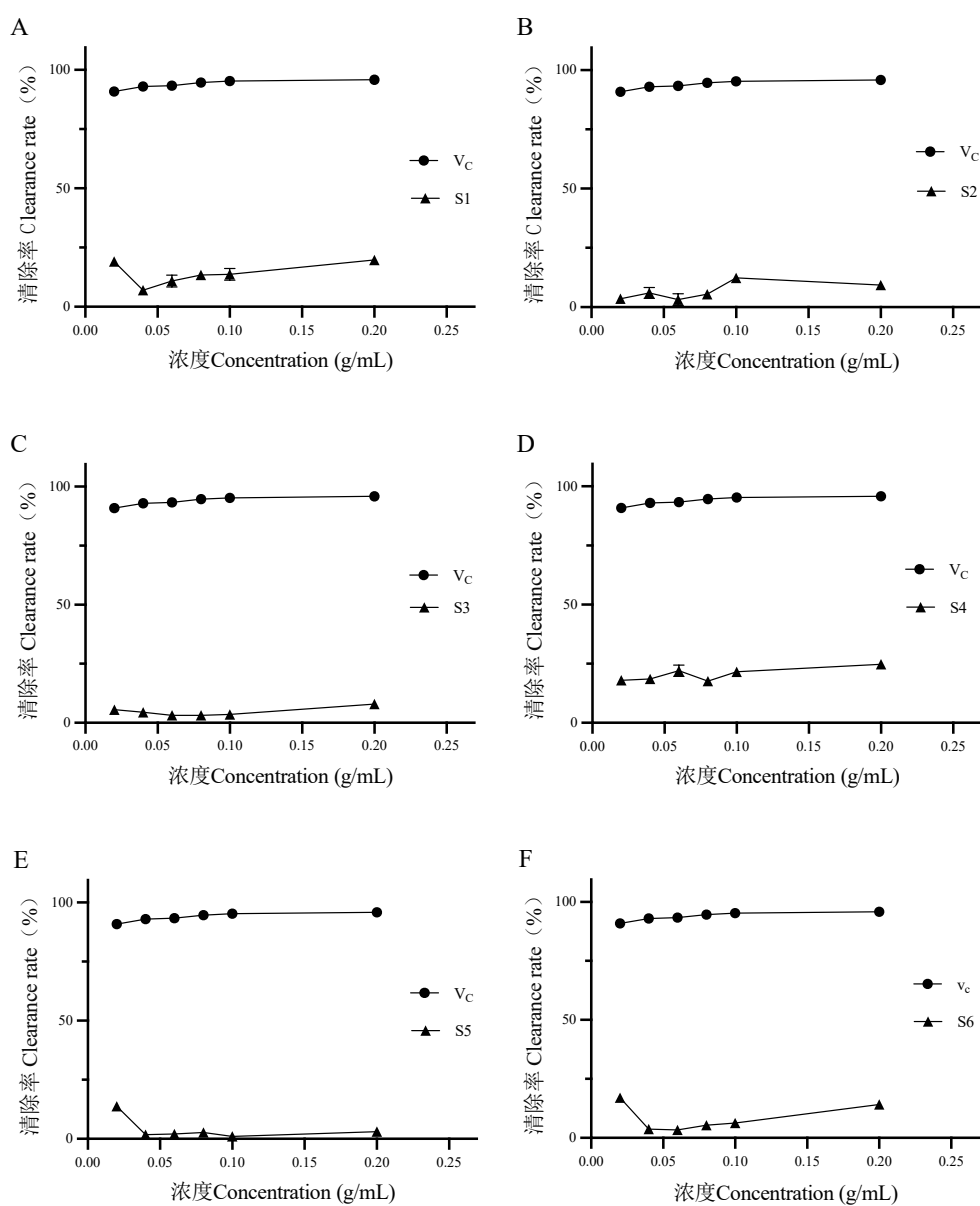 A
清除率 Clearance rate（%）
100
50
0
0.00 0.05 0.10 0.15 0.20 0.25
浓度Concentration (g/mL)
VC
S1
B
清除率 Clearance rate（%）
100
50
0
0.00 0.05 0.10 0.15 0.20 0.25
浓度Concentration (g/mL)
VC
S2
C
清除率 Clearance rate（%）
100
50
0
0.00 0.05 0.10 0.15 0.20 0.25
浓度Concentration (g/mL)
VC
S3
D
清除率 Clearance rate（%）
100
50
0
0.00 0.05 0.10 0.15 0.20 0.25
浓度Concentration (g/mL)
VC
S4
E
清除率 Clearance rate（%）
100
50
0
0.00 0.05 0.10 0.15 0.20 0.25
浓度Concentration (g/mL)
VC
S5
F
清除率 Clearance rate（%）
100
50
0
0.00 0.05 0.10 0.15 0.20 0.25
浓度Concentration (g/mL)
vc
S6